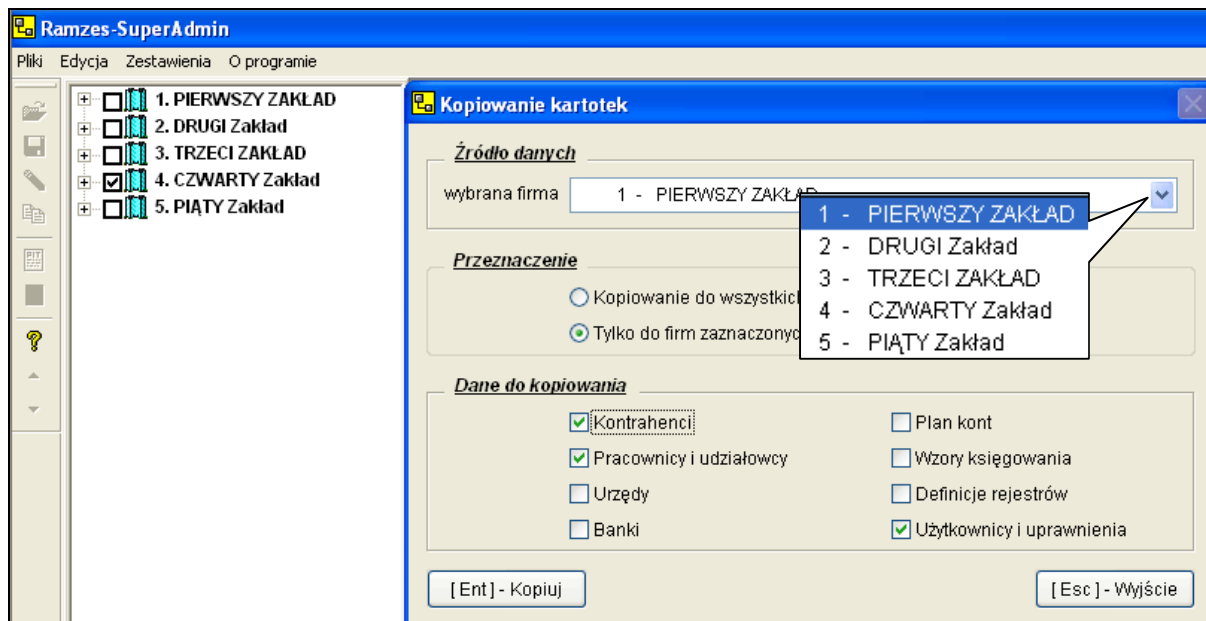 Ramzes-SuperAdmin
Pliki Edycja Zestawienia O programie
1. PIERWSZY ZAKŁAD
2. DRUGI Zakład
3. TRZECI ZAKŁAD
4. CZWARTY Zakład
5. PIĄTY Zakład
PIT
Kopiowanie kartotek
Źródło danych
wybrana firma 1 - PIERWSZY ZAKŁAD
1 - PIERWSZY ZAKŁAD
2 - DRUGI Zakład
3 - TRZECI ZAKŁAD
4 - CZWARTY Zakład
5 - PIĄTY Zakład
Przeznaczenie
Kopiowanie do wszystkich
Tylko do firm zaznaczonyc
Dane do kopiowania
Kontrahenci Plan kont
Pracownicy i udziałowcy Wzory księgowania
Urzędy Definicje rejestrów
Banki Użytkownicy i uprawnienia
[ Ent ] - Kopiuj [ Esc ] - Wyjście